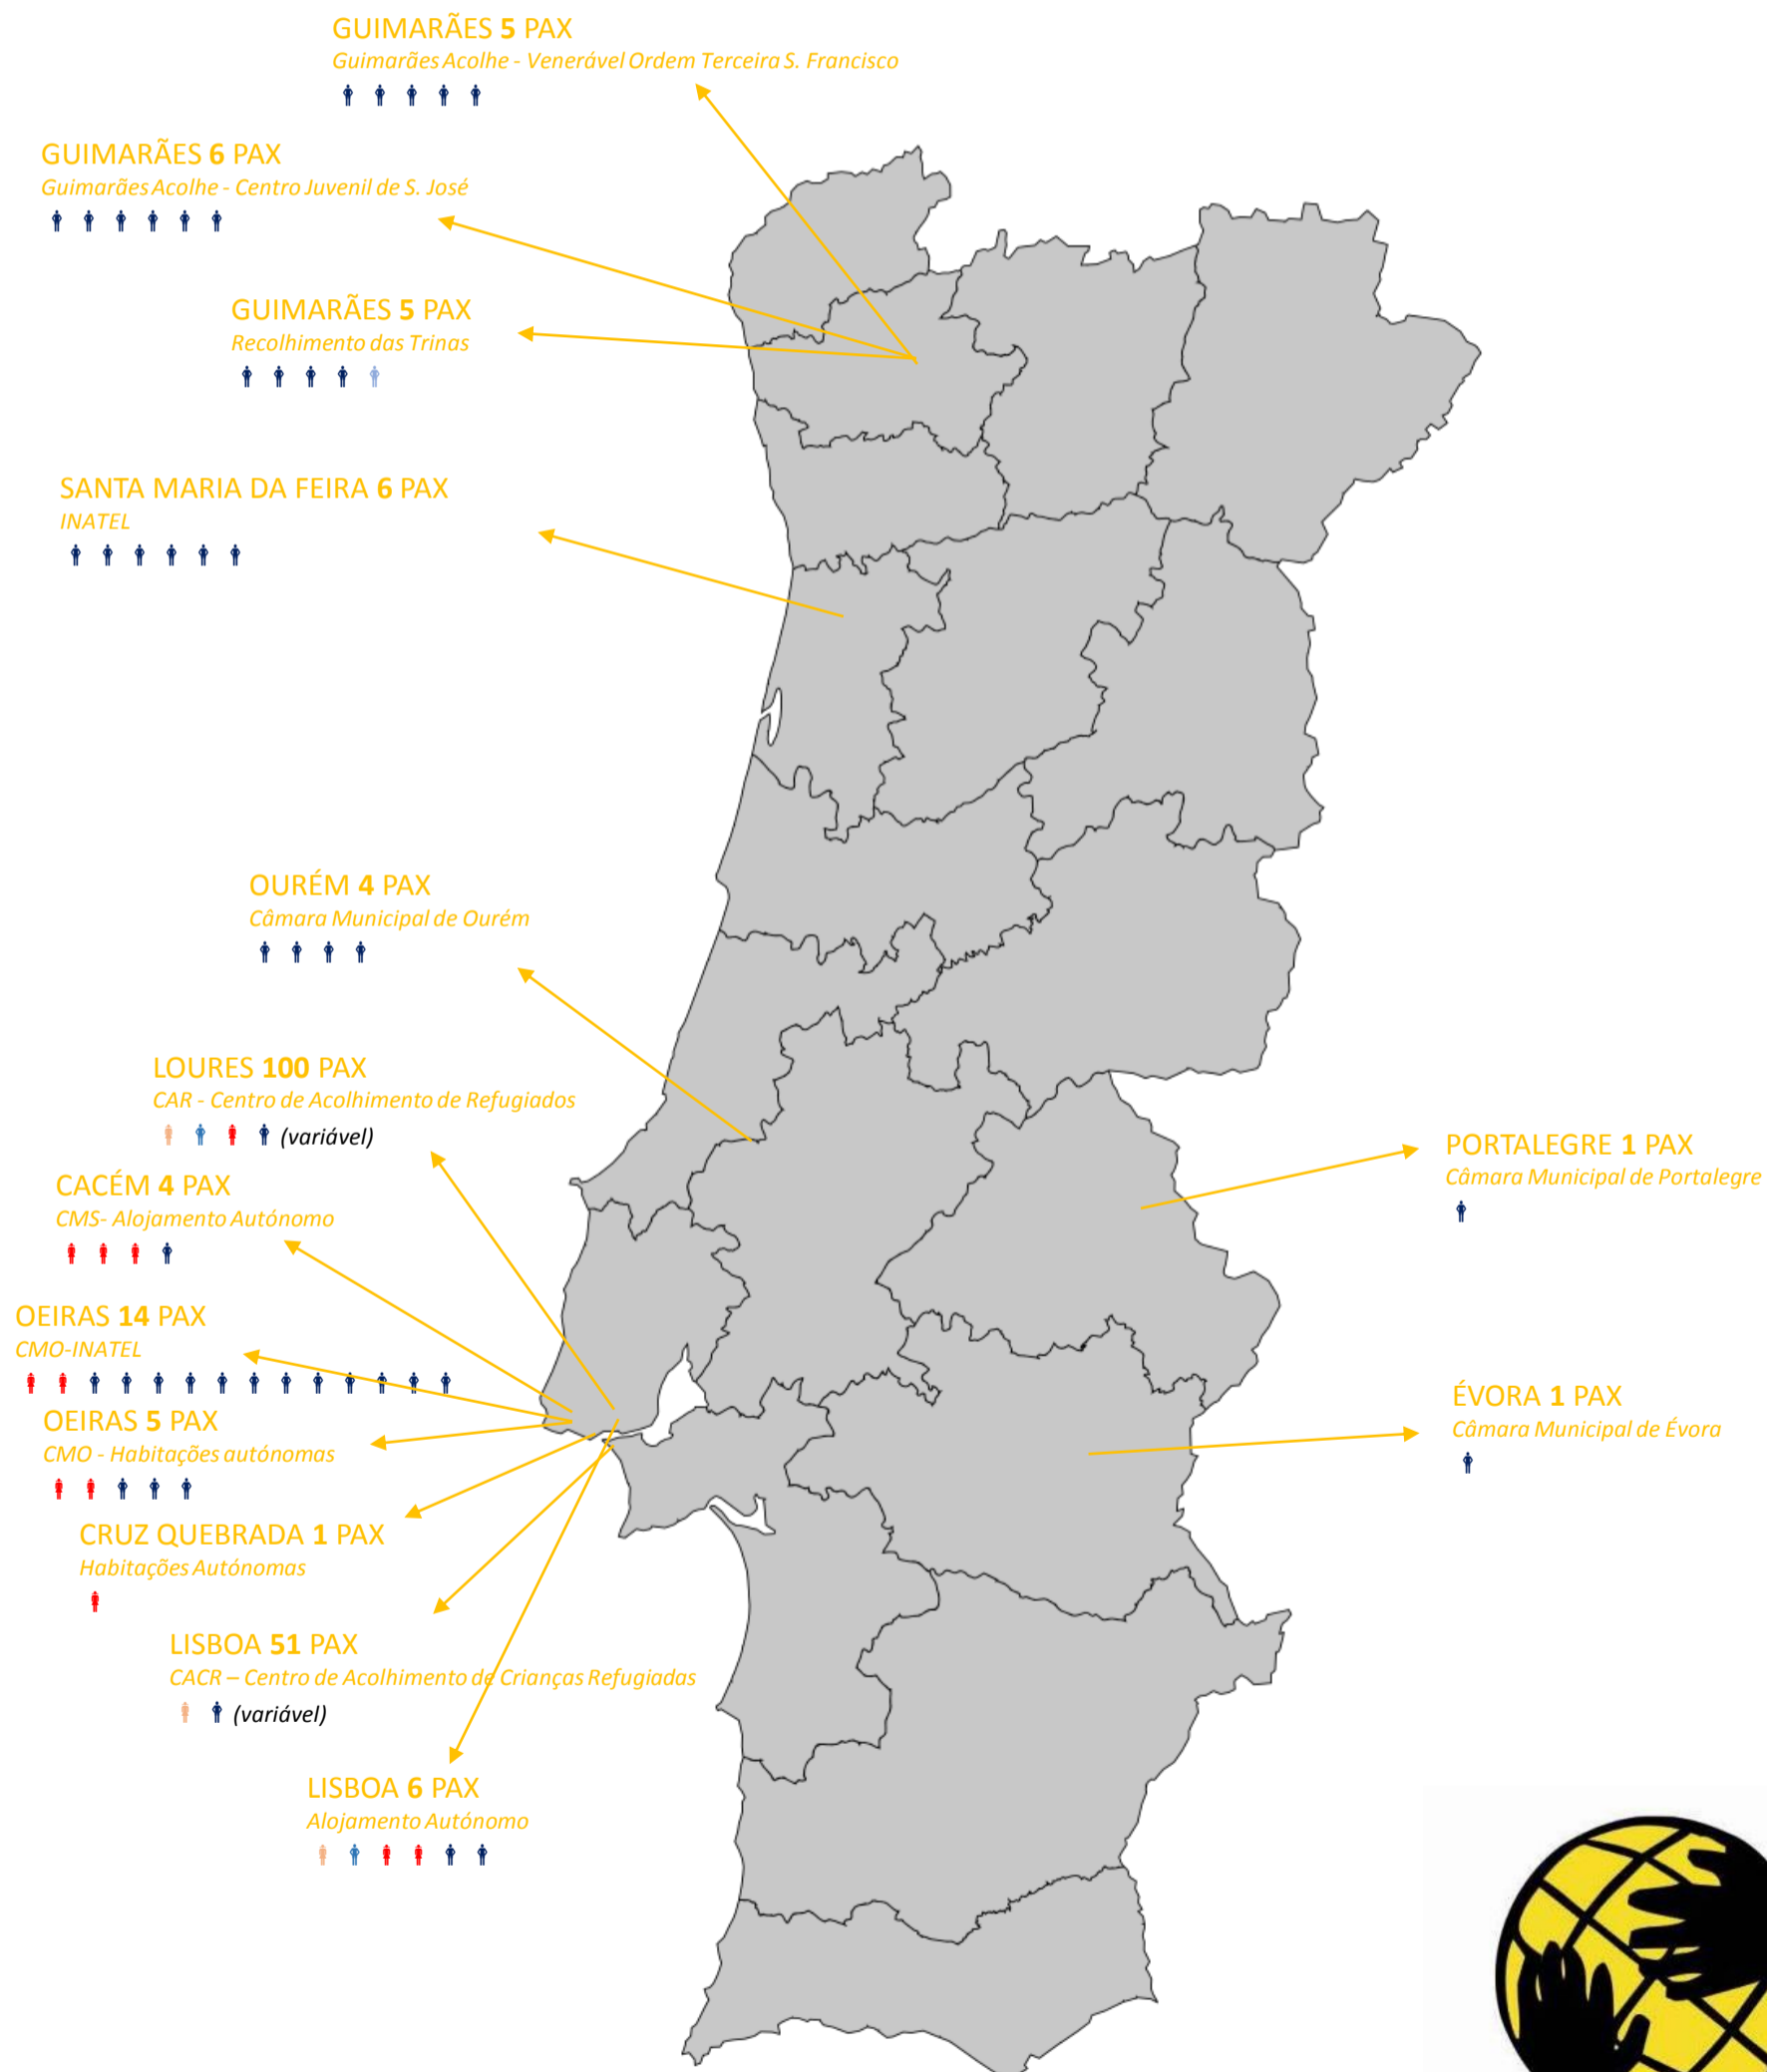 GUIMARÃES 5 PAX
Guimarães Acolhe - Venerável Ordem Terceira S. Francisco
GUIMARÃES 6 PAX
Guimarães Acolhe - Centro Juvenil de S. José
GUIMARÃES 5 PAX
Recolhimento das Trinas
SANTA MARIA DA FEIRA 6 PAX
INATEL
OURÉM 4 PAX
Câmara Municipal de Ourém
LOURES 100 PAX
CAR - Centro de Acolhimento de Refugiados
(variável)
CACÉM 4 PAX
CMS- Alojamento Autónomo
OEIRAS 14 PAX
CMO-INATEL
OEIRAS 5 PAX
CMO - Habitações autónomas
CRUZ QUEBRADA 1 PAX
Habitações Autónomas
LISBOA 51 PAX
CACR – Centro de Acolhimento de Crianças Refugiadas
(variável)
LISBOA 6 PAX
Alojamento Autónomo
PORTALEGRE 1 PAX
Câmara Municipal de Portalegre
ÉVORA 1 PAX
Câmara Municipal de Évora